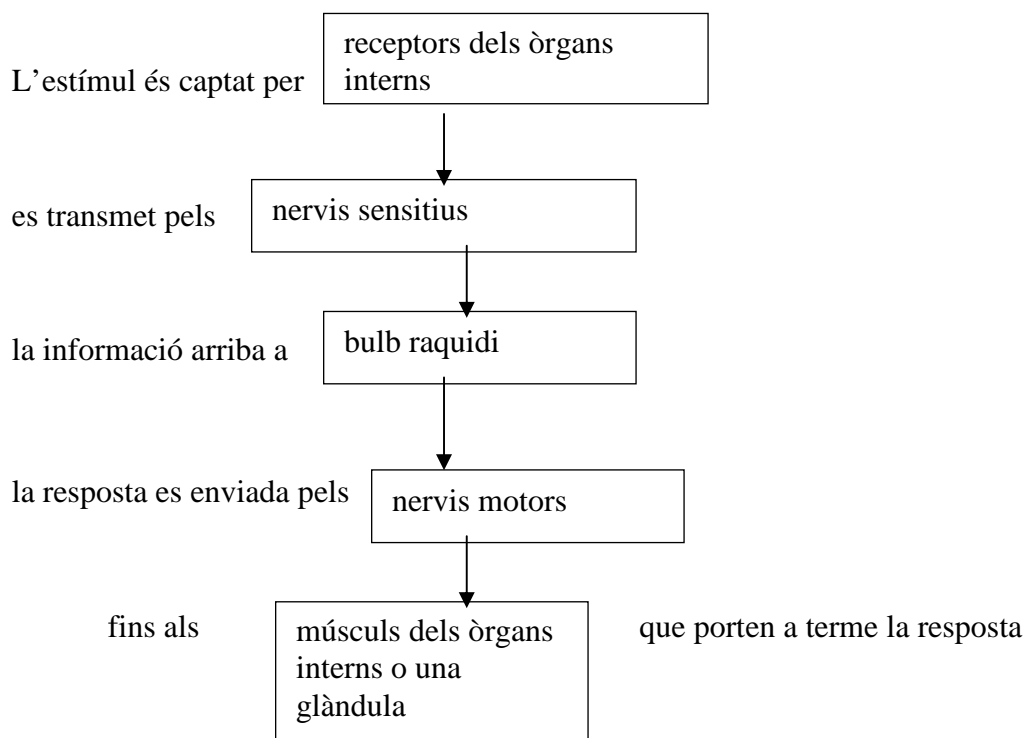 receptors dels òrgans
L'estímul és captat per
interns
nervis sensitius
es transmet pels
bulb raquidi
la informació arriba a
la resposta es enviada pels
nervis motors
fins als
músculs dels òrgans
que porten a terme la resposta
interns o una
glàndula